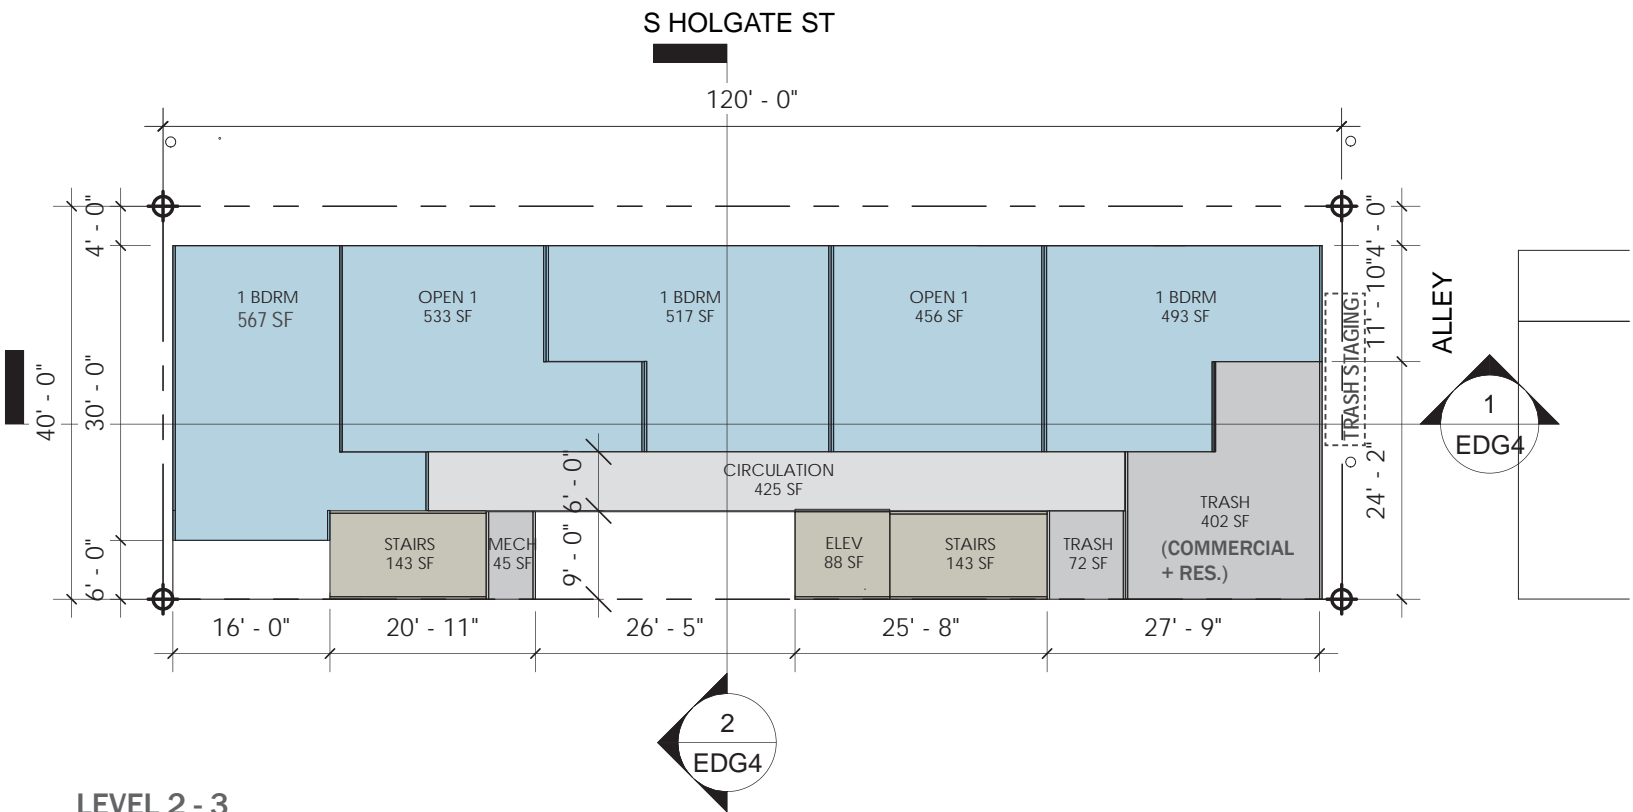 S HOLGATE ST
120' - 0"
4' - 0"
40' - 0"
30' - 0"
6' - 0"
1 BDRM
567 SF
OPEN 1
533 SF
1 BDRM
517 SF
OPEN 1
456 SF
1 BDRM
493 SF
4' - 0"
11' - 10"
24' - 2"
TRASH STAGING
ALLEY
1
EDG4
CIRCULATION
425 SF
6' - 0"
9' - 0"
STAIRS
143 SF
MECH
45 SF
ELEV
88 SF
STAIRS
143 SF
TRASH
72 SF
TRASH
402 SF
(COMMERCIAL
+ RES.)
16' - 0"
20' - 11"
26' - 5"
25' - 8"
27' - 9"
2
EDG4
LEVEL 2 - 3